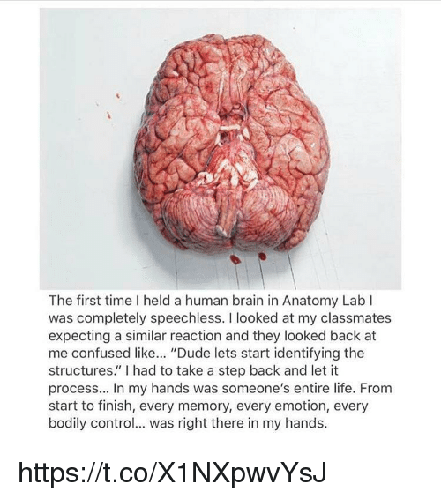 The first time I held a human brain in Anatomy Lab I
was completely speechless. I looked at my classmates
expecting a similar reaction and they looked back at
me confused like... "Dude lets start identifying the
structures." I had to take a step back and let it
process... In my hands was someone's entire life. From
start to finish, every memory, every emotion, every
bodily control... was right there in my hands.
https://t.co/X1NXpwvYsJ